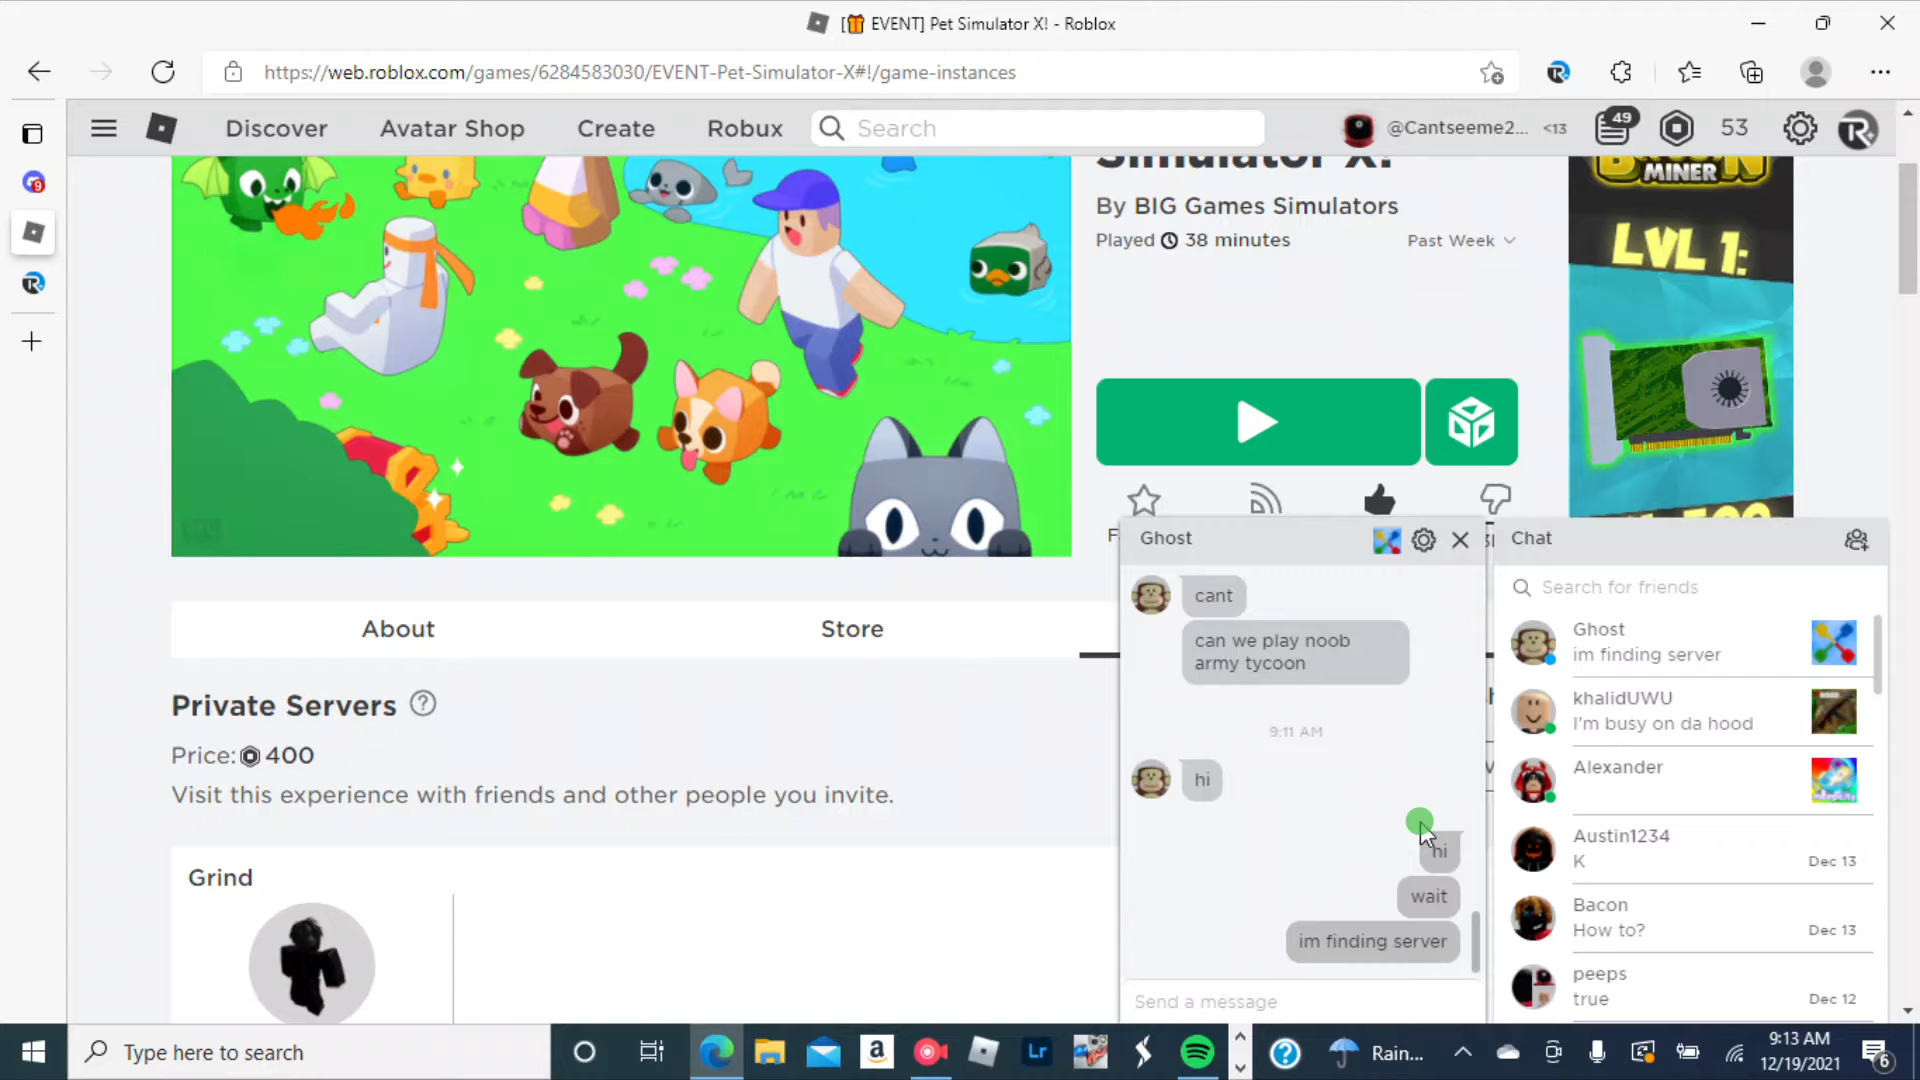 [🎁 EVENT] Pet Simulator X! - Roblox
https://web.roblox.com/games/6284583030/EVENT-Pet-Simulator-X#!/game-instances
Discover
Avatar Shop
Create
Robux
Search
@Cantseeme2...
<13
49
53
9
Simulator X!
By BIG Games Simulators
Played 38 minutes
Past Week
MINER
LVL 1:
About
Store
Private Servers
Price: 400
Visit this experience with friends and other people you invite.
Grind
Ghost
cant
can we play noob
army tycoon
9:11 AM
hi
hi
wait
im finding server
Send a message
Chat
Search for friends
Ghost
im finding server
khalidUWU
I'm busy on da hood
Alexander
Austin1234
K
Dec 13
Bacon
How to?
Dec 13
peeps
true
Dec 12
Type here to search
Lr
Rain...
9:13 AM
12/19/2021
6